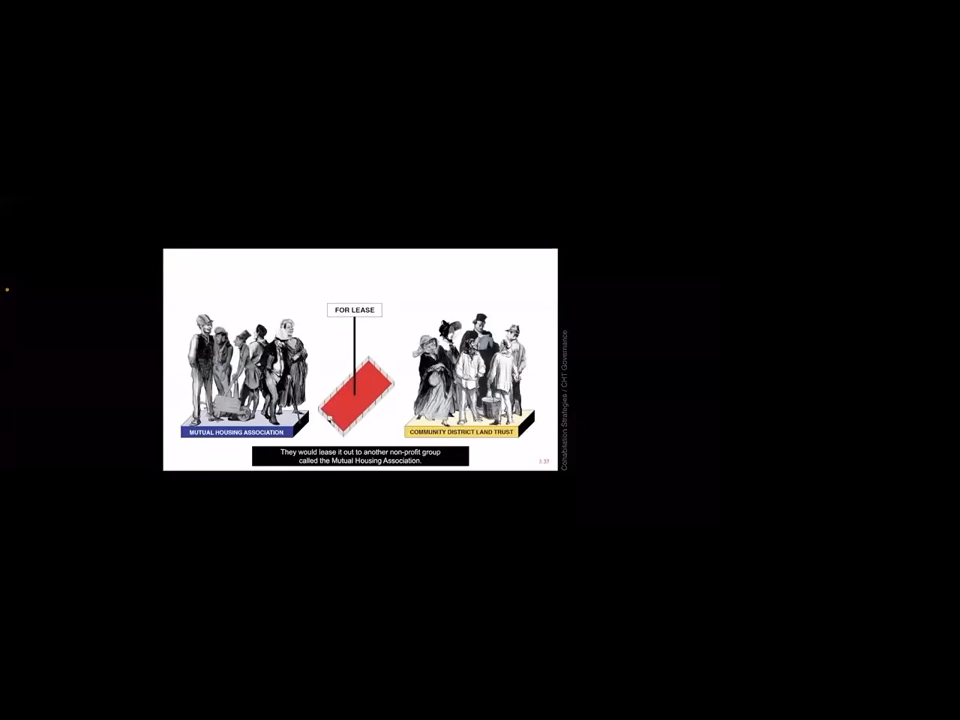 FOR LEASE
MUTUAL HOUSING ASSOCIATION
COMMUNITY DISTRICT LAND TRUST
They would lease it out to another non-profit group
called the Mutual Housing Association.
Cohabitation Strategies / CHT Governance